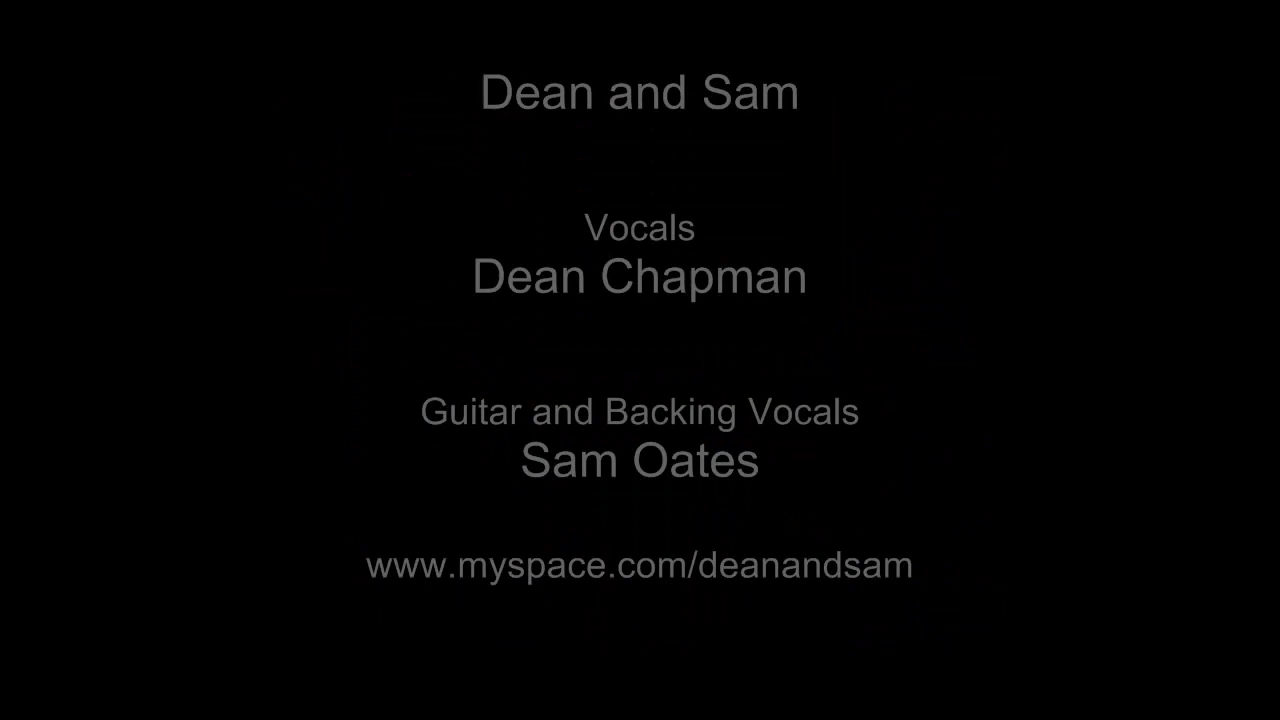 Dean and Sam
Vocals
Dean Chapman
Guitar and Backing Vocals
Sam Oates
www.myspace.com/deanandsam